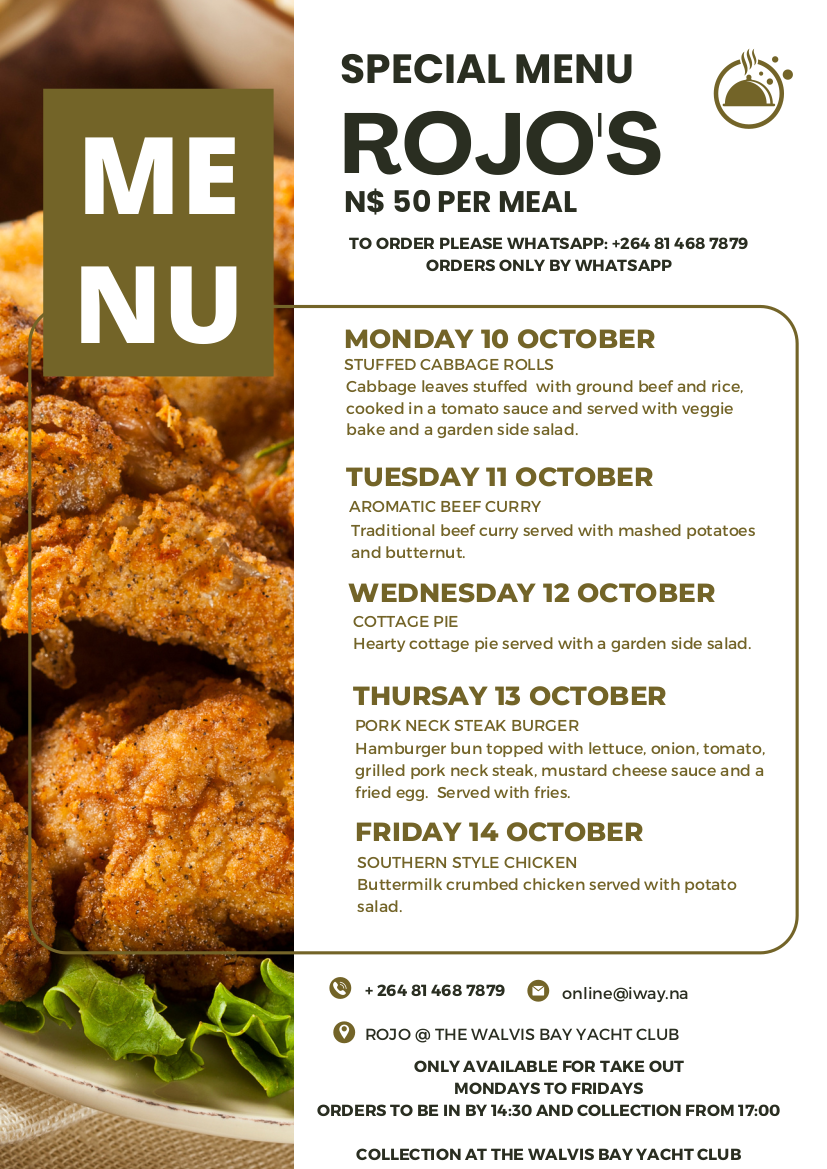 ME
NU
SPECIAL MENU
ROJO'S
N$ 50 PER MEAL
TO ORDER PLEASE WHATSAPP: +264 81 468 7879
ORDERS ONLY BY WHATSAPP
MONDAY 10 OCTOBER
STUFFED CABBAGE ROLLS
Cabbage leaves stuffed with ground beef and rice,
cooked in a tomato sauce and served with veggie
bake and a garden side salad.
TUESDAY 11 OCTOBER
AROMATIC BEEF CURRY
Traditional beef curry served with mashed potatoes
and butternut.
WEDNESDAY 12 OCTOBER
COTTAGE PIE
Hearty cottage pie served with a garden side salad.
THURSAY 13 OCTOBER
PORK NECK STEAK BURGER
Hamburger bun topped with lettuce, onion, tomato,
grilled pork neck steak, mustard cheese sauce and a
fried egg. Served with fries.
FRIDAY 14 OCTOBER
SOUTHERN STYLE CHICKEN
Buttermilk crumbed chicken served with potato
salad.
+ 264 81 468 7879 online@iway.na
ROJO @ THE WALVIS BAY YACHT CLUB
ONLY AVAILABLE FOR TAKE OUT
MONDAYS TO FRIDAYS
ORDERS TO BE IN BY 14:30 AND COLLECTION FROM 17:00
COLLECTION AT THE WALVIS BAY YACHT CLUB